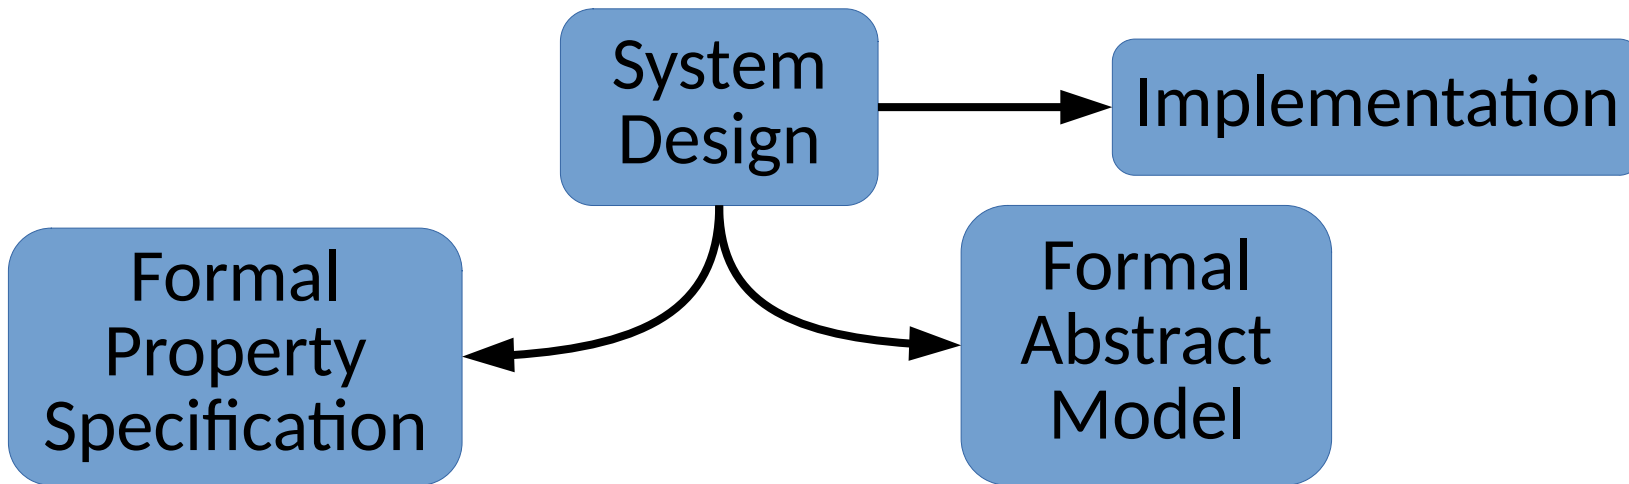 System
Design
Implementation
Formal
Property
Specification
Formal
Abstract
Model